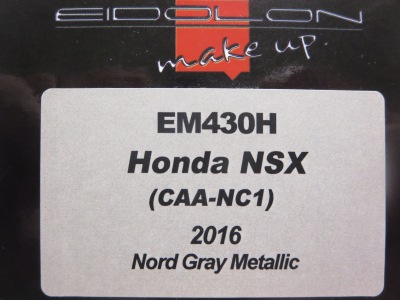 EIDOLON
make up.
EM430H
Honda NSX
(CAA-NC1)
2016
Nord Gray Metallic